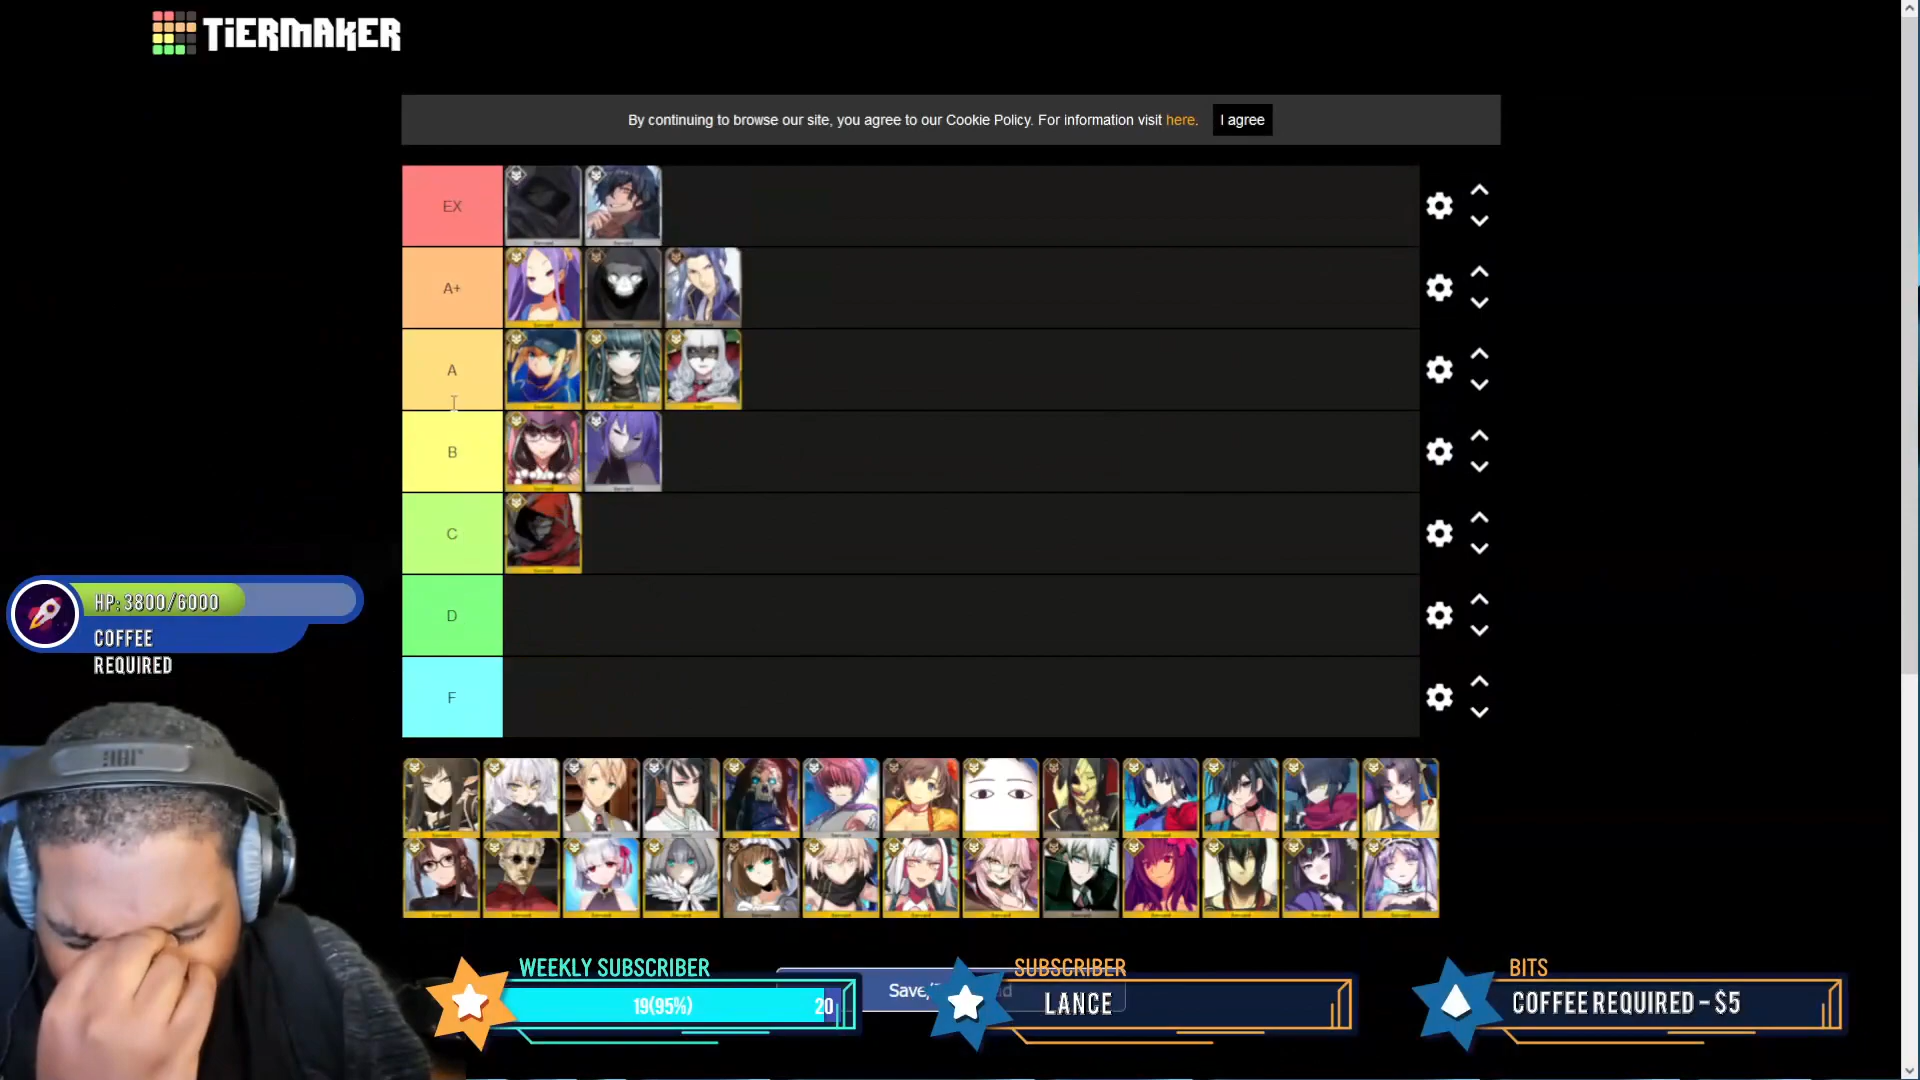 TiERMAKER
By continuing to browse our site, you agree to our Cookie Policy. For information visit here. I agree
EX
A+
A
B
C
D
F
HP: 3800/6000
COFFEE
REQUIRED
WEEKLY SUBSCRIBER
19(95%) 20
Save/
SUBSCRIBER
LANCE
BITS
COFFEE REQUIRED - $5